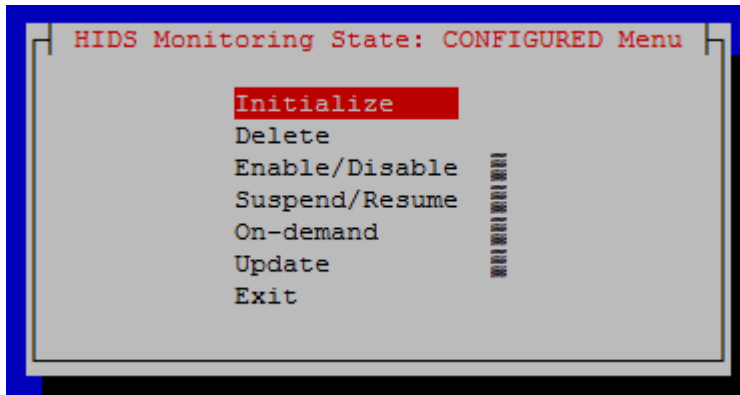 HIDS Monitoring State: CONFIGURED Menu
Initialize
Delete
Enable/Disable
Suspend/Resume
On-demand
Update
Exit